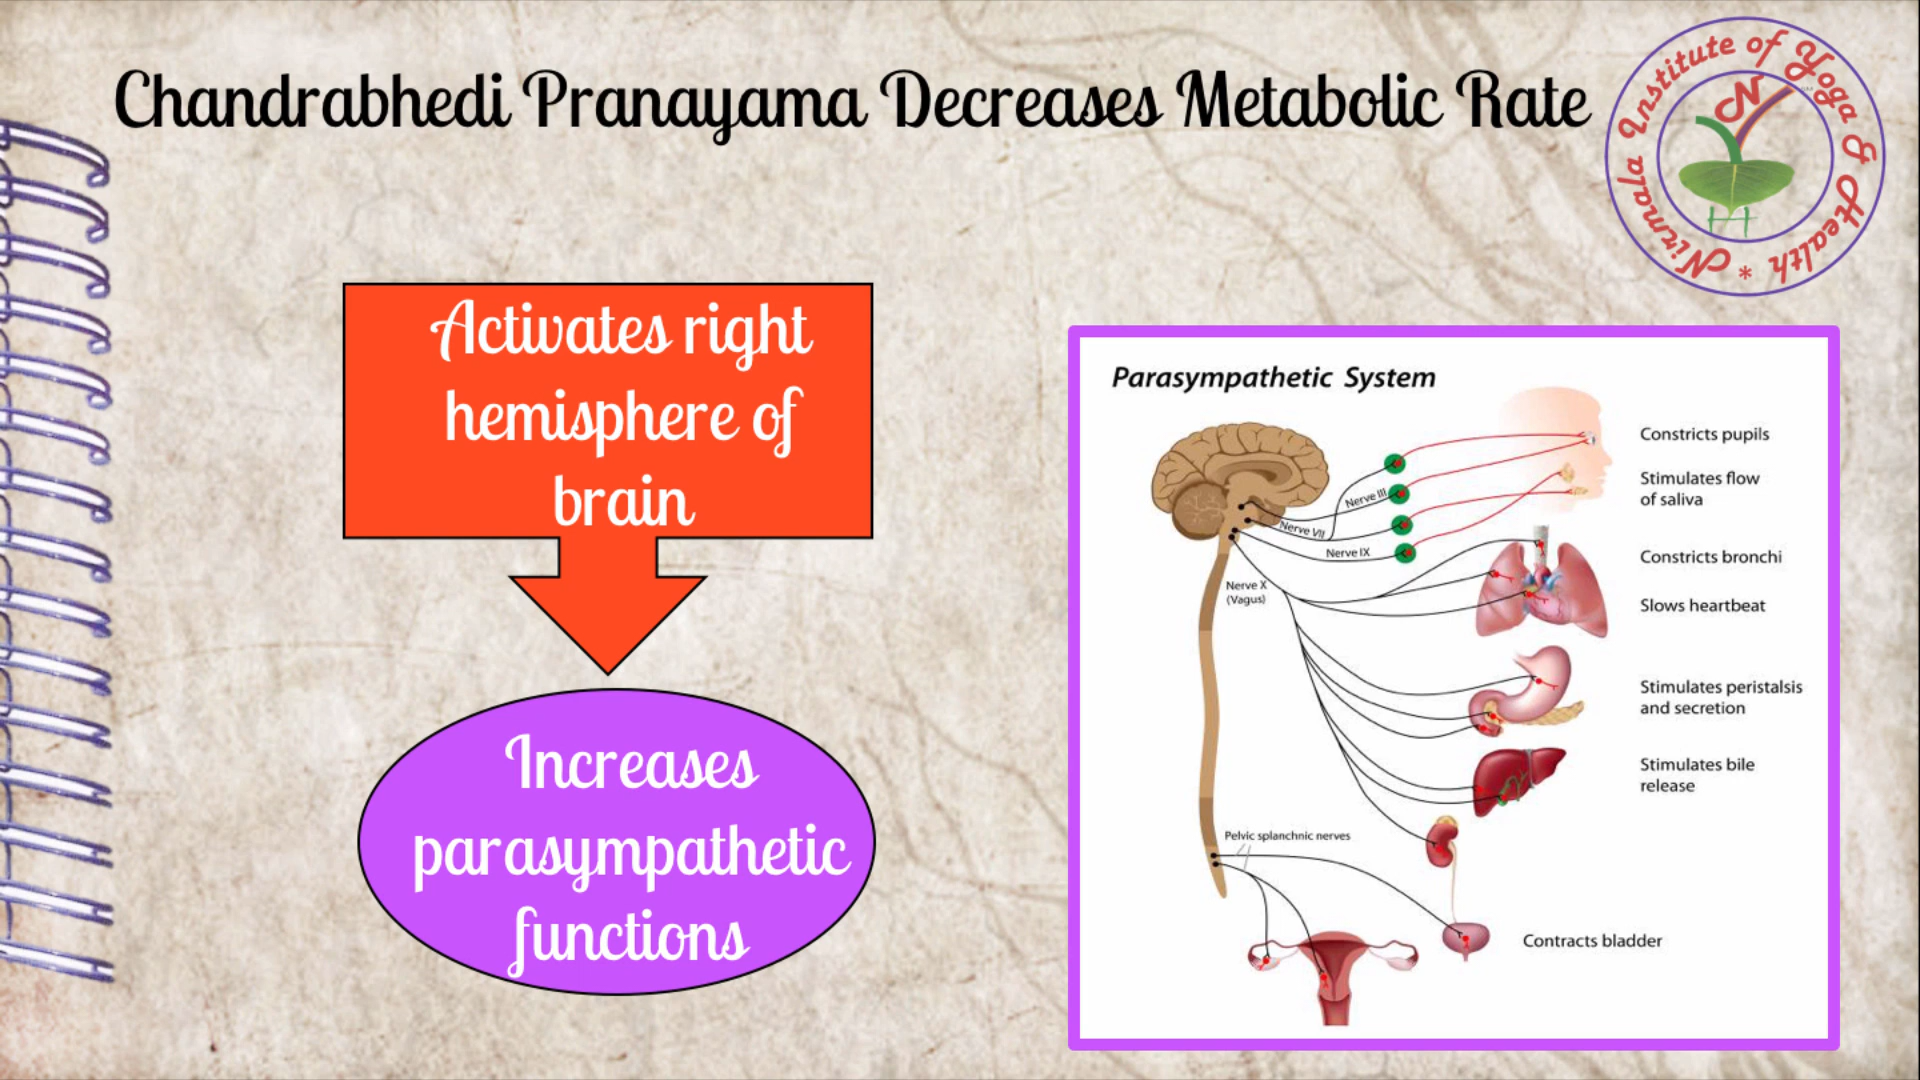 Chandrabhedi Pranayama Decreases Metabolic Rate
Nirmala Institute of Yoga & Health *
Activates right
hemisphere of
brain
Increases
parasympathetic
functions
Parasympathetic System
Constricts pupils
Stimulates flow
of saliva
Constricts bronchi
Slows heartbeat
Stimulates peristalsis
and secretion
Stimulates bile
release
Contracts bladder
Nerve III
Nerve VII
Nerve IX
Nerve X
(Vagus)
Pelvic splanchnic nerves